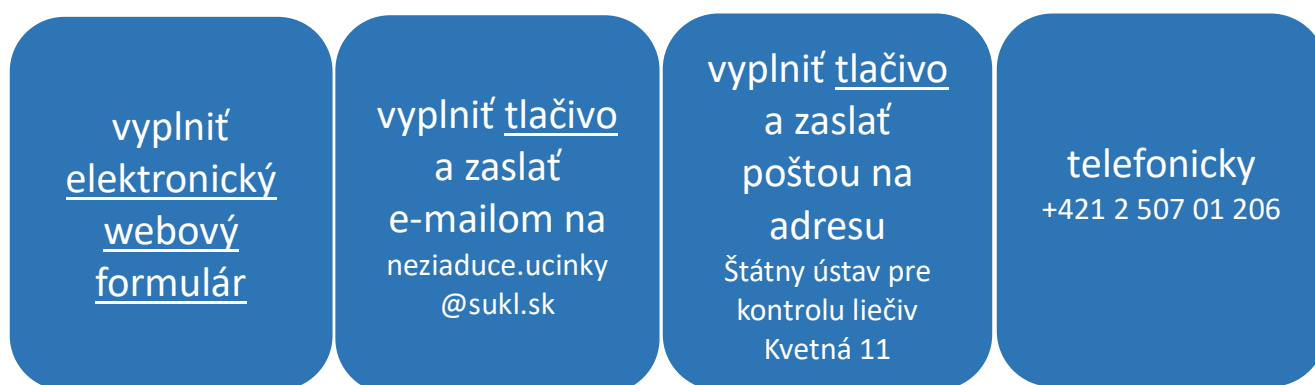 vyplniť
elektronický
webový
formulár
vyplniť tlačivo
a zaslať
e-mailom na
neziaduce.ucinky
@sukl.sk
vyplniť tlačivo
a zaslať
poštou na
adresu
Štátny ústav pre
kontrolu liečiv
Kvetná 11
telefonicky
+421 2 507 01 206